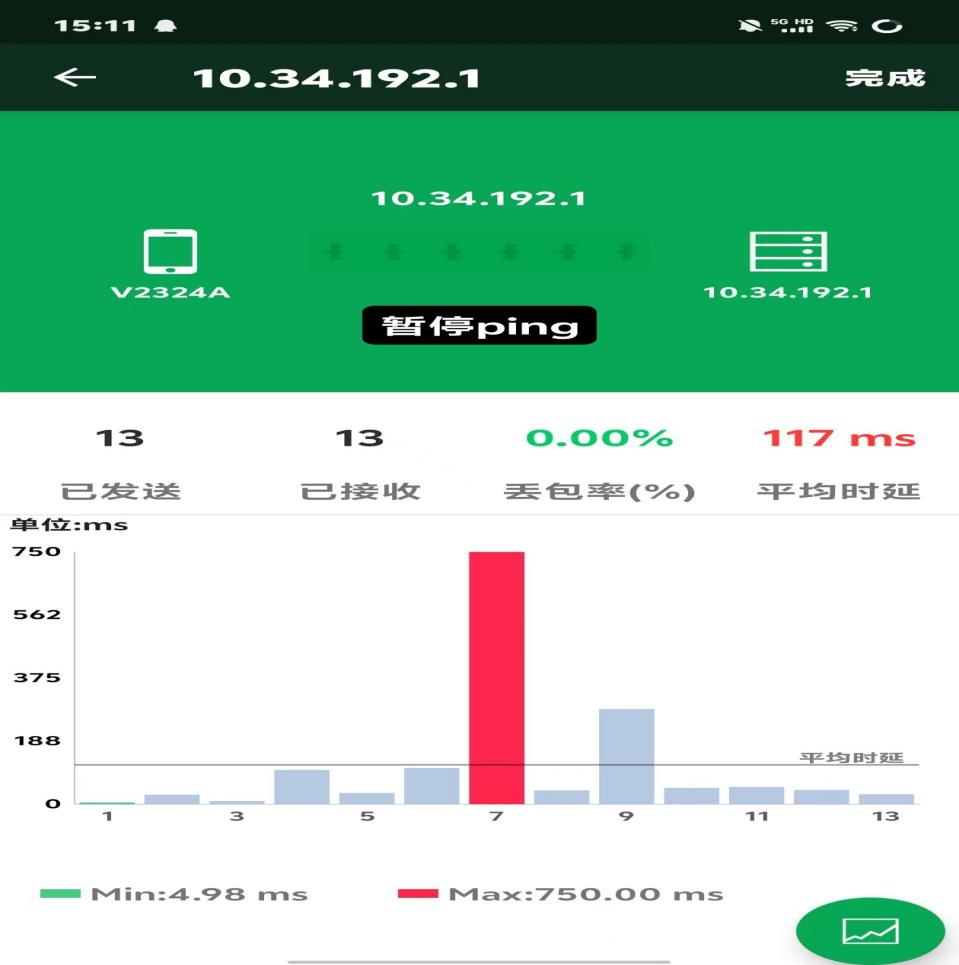 15:11 5G HD
10.34.192.1 完成
10.34.192.1
V2324A 10.34.192.1
暂停ping
13 13 0.00% 117 ms
已发送 已接收 丢包率(%) 平均时延
单位:ms
750
562
375
188
平均时延
0
1 3 5 7 9 11 13
Min:4.98 ms Max:750.00 ms